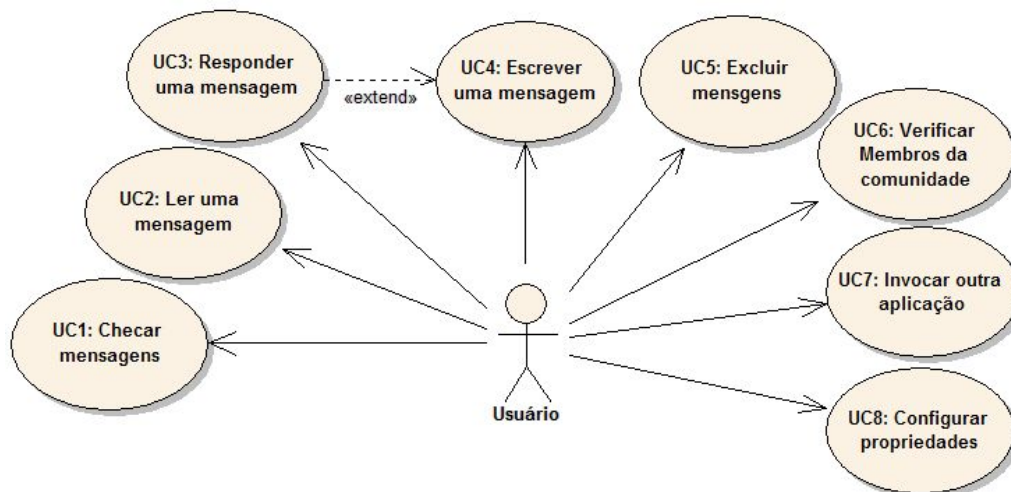 UC3: Responder
uma mensagem
«extend»
UC4: Escrever
uma mensagem
UC5: Excluir
mensgens
UC6: Verificar
Membros da
comunidade
UC2: Ler uma
mensagem
UC7: Invocar outra
aplicação
UC1: Checar
mensagens
UC8: Configurar
propriedades
Usuário